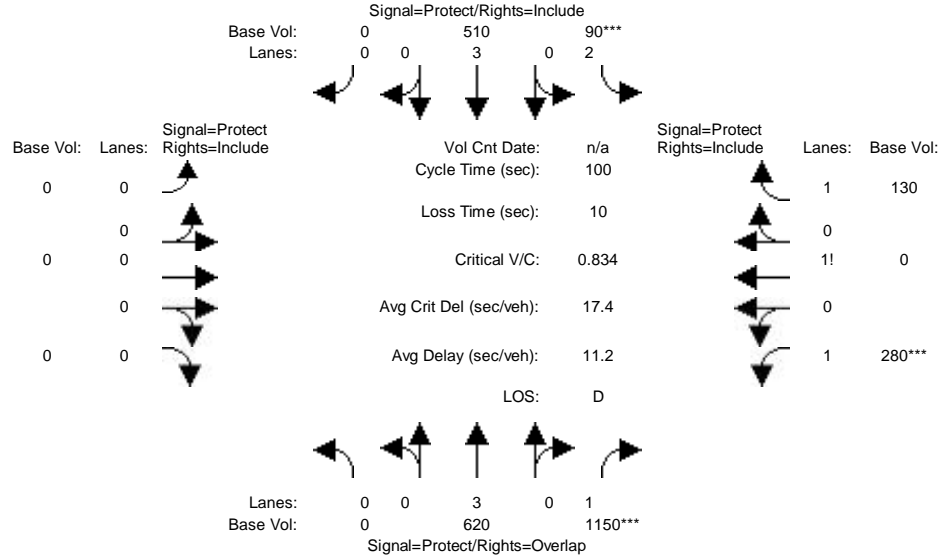 Signal=Protect/Rights=Include
Base Vol: 0 510 90***
Lanes: 0 0 3 0 2
Signal=Protect
Base Vol: Lanes: Rights=Include
Vol Cnt Date: n/a
Signal=Protect
Rights=Include Lanes: Base Vol:
Cycle Time (sec): 100
0 0
1 130
Loss Time (sec): 10
0
0
0 0
Critical V/C: 0.834
1! 0
0
Avg Crit Del (sec/veh): 17.4
0
0 0
Avg Delay (sec/veh): 11.2
1 280***
LOS: D
Lanes: 0 0 3 0 1
Base Vol: 0 620 1150***
Signal=Protect/Rights=Overlap